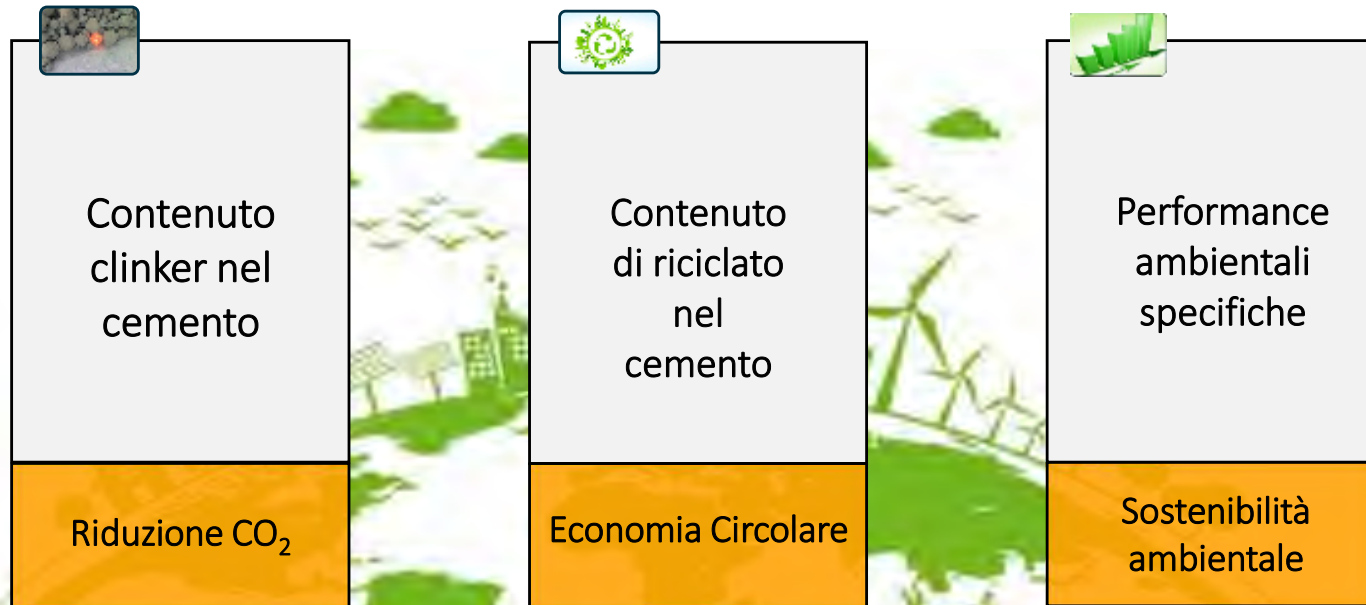 Contenuto
clinker nel
cemento
Riduzione CO₂
Contenuto
di riciclato
nel
cemento
Economia Circolare
Performance
ambientali
specifiche
Sostenibilità
ambientale